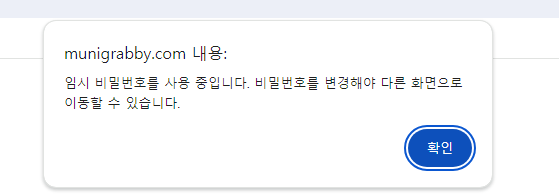 munigrabby.com 내용:
임시 비밀번호를 사용 중입니다. 비밀번호를 변경해야 다른 화면으로
이동할 수 있습니다.
확인